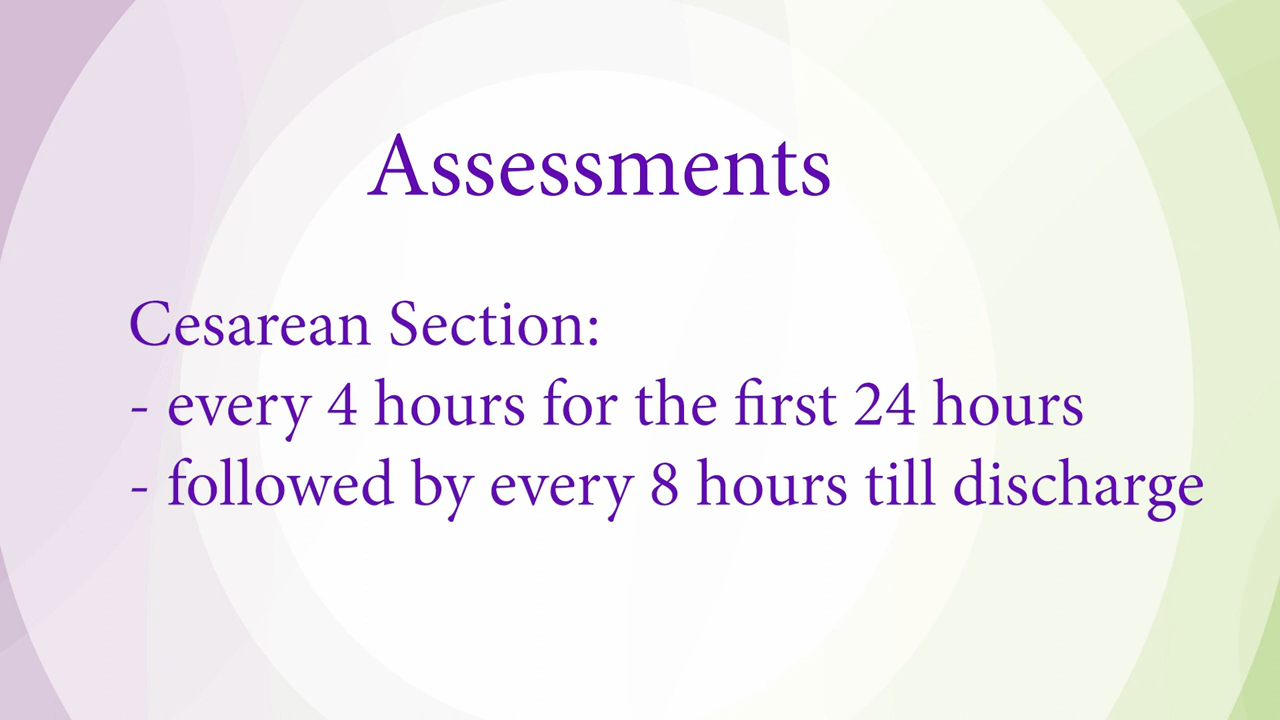 Assessments
Cesarean Section:
- every 4 hours for the first 24 hours
- followed by every 8 hours till discharge